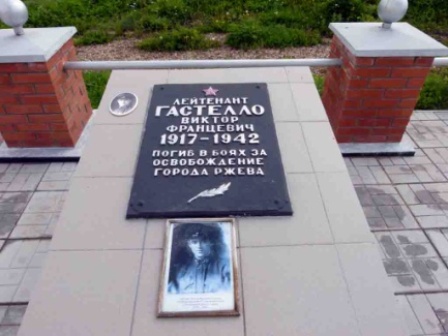 ЛЕЙТЕНАНТ
ГАСТЕЛЛО
ВИКТОР
ФРАНЦЕВИЧ
1917-1942
ПОГИБ В БОЯХ ЗА
ОСВОБОЖДЕНИЕ
ГОРОДА РЖЕВА